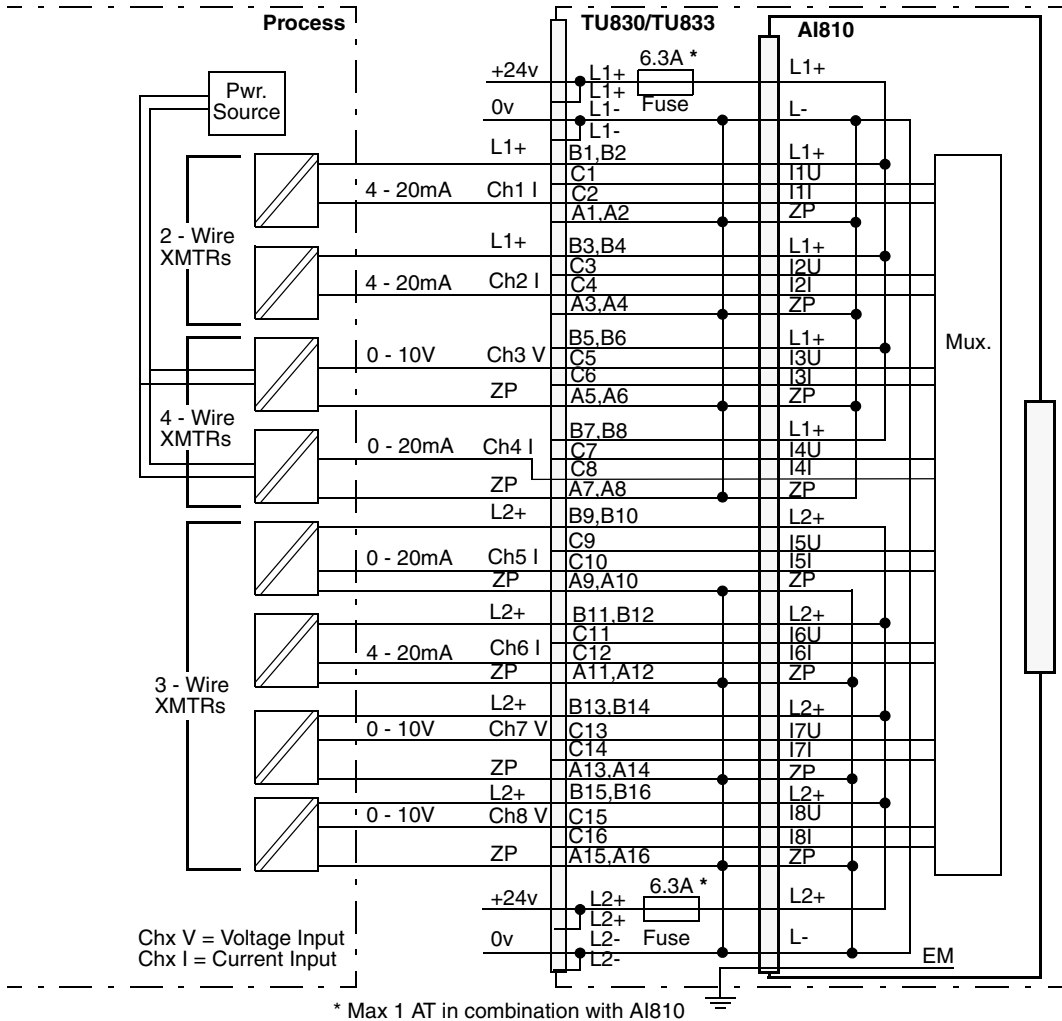 Process
TU830/TU833
AI810
Pwr.
Source
+24v
L1+
L1+
6.3A *
Fuse
L1+
0v
L1-
L1-
L-
L1+
B1,B2
L1+
C1
I1U
4 - 20mA
Ch1 I
C2
I1I
A1,A2
ZP
2 - Wire
XMTRs
L1+
B3,B4
L1+
C3
I2U
4 - 20mA
Ch2 I
C4
I2I
A3,A4
ZP
B5,B6
L1+
0 - 10V
Ch3 V
C5
I3U
C6
I3I
ZP
A5,A6
ZP
Mux.
4 - Wire
XMTRs
B7,B8
L1+
0 - 20mA
Ch4 I
C7
I4U
C8
I4I
ZP
A7,A8
ZP
L2+
B9,B10
L2+
C9
I5U
0 - 20mA
Ch5 I
C10
I5I
ZP
A9,A10
ZP
L2+
B11,B12
L2+
C11
I6U
4 - 20mA
Ch6 I
C12
I6I
ZP
A11,A12
ZP
3 - Wire
XMTRs
L2+
B13,B14
L2+
0 - 10V
Ch7 V
C13
I7U
C14
I7I
ZP
A13,A14
ZP
L2+
B15,B16
L2+
0 - 10V
Ch8 V
C15
I8U
C16
I8I
ZP
A15,A16
ZP
+24v
L2+
L2+
6.3A *
Fuse
L2+
0v
L2-
L2-
L-
EM
Chx V = Voltage Input
Chx I = Current Input
* Max 1 AT in combination with AI810